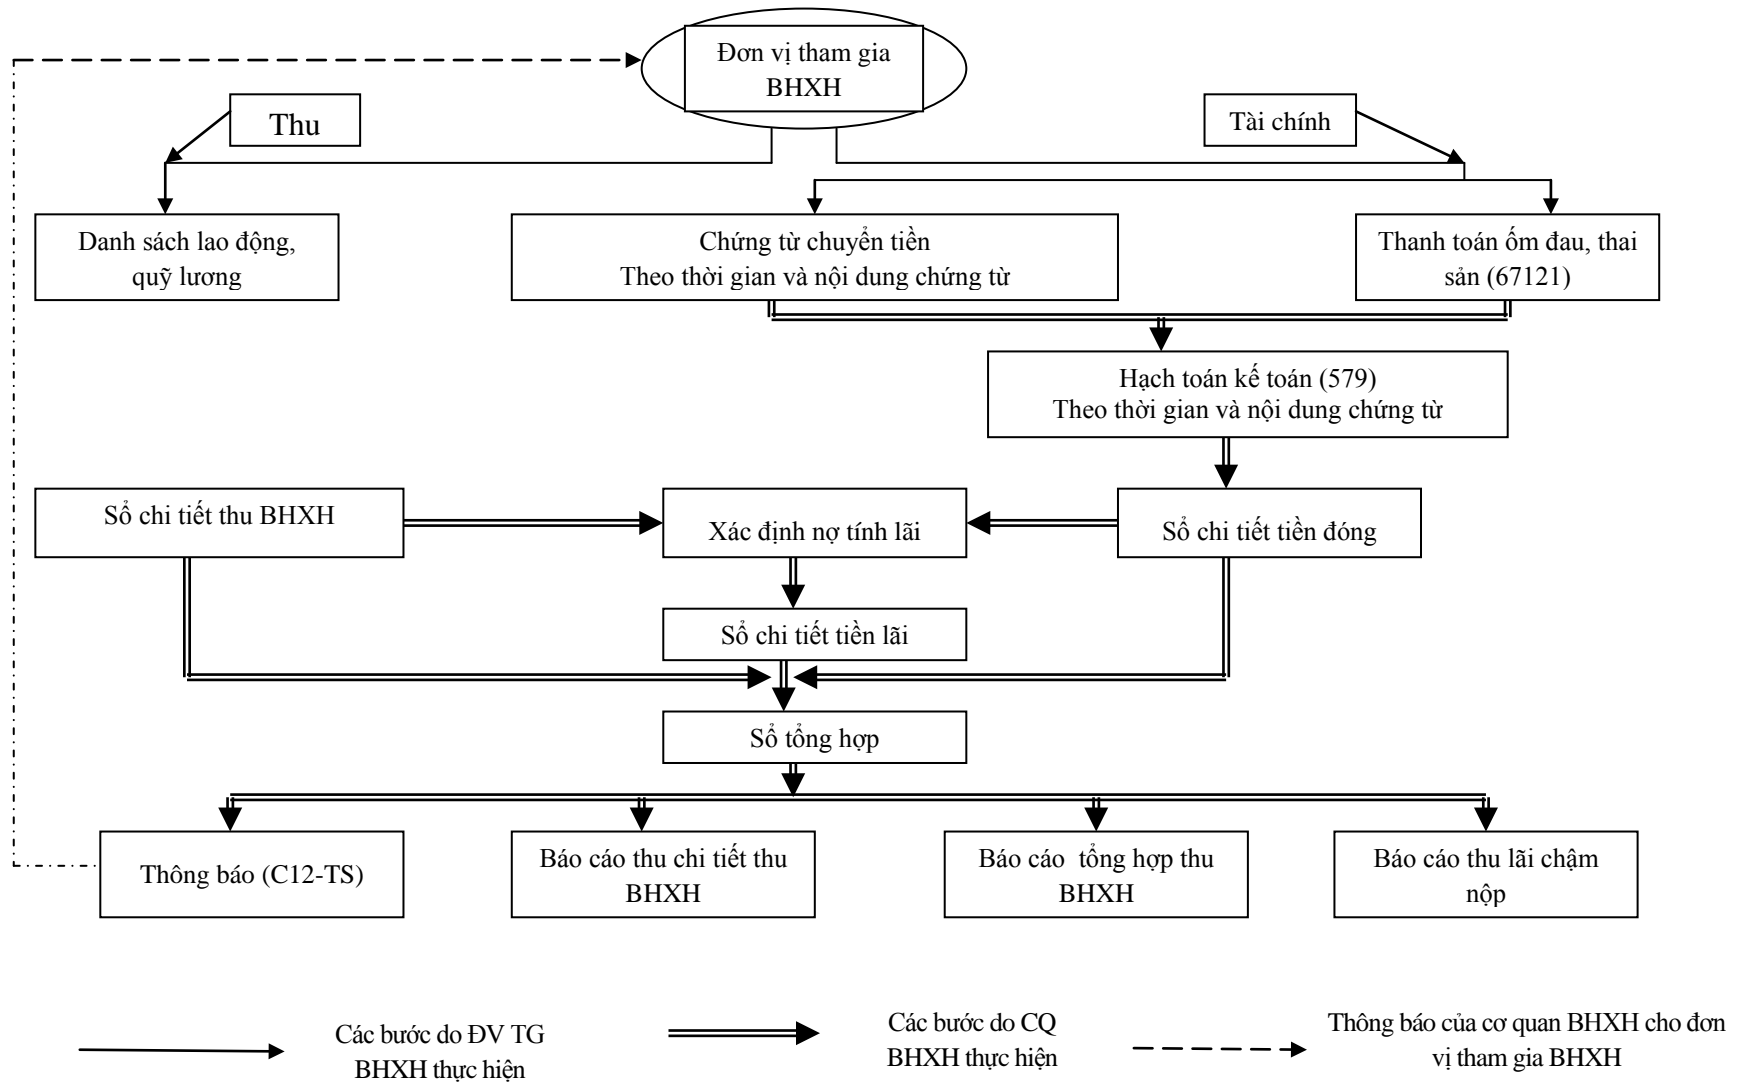 Đơn vị tham gia
BHXH
Thu
Tài chính
Danh sách lao động,
quỹ lương
Chứng từ chuyển tiền
Theo thời gian và nội dung chứng từ
Thanh toán ốm đau, thai
sản (67121)
Hạch toán kế toán (579)
Theo thời gian và nội dung chứng từ
Sổ chi tiết thu BHXH
Xác định nợ tính lãi
Sổ chi tiết tiền đóng
Sổ chi tiết tiền lãi
Sổ tổng hợp
Thông báo (C12-TS)
Báo cáo thu chi tiết thu
BHXH
Báo cáo tổng hợp thu
BHXH
Báo cáo thu lãi chậm
nộp
Các bước do ĐV TG
BHXH thực hiện
Các bước do CQ
BHXH thực hiện
Thông báo của cơ quan BHXH cho đơn
vị tham gia BHXH